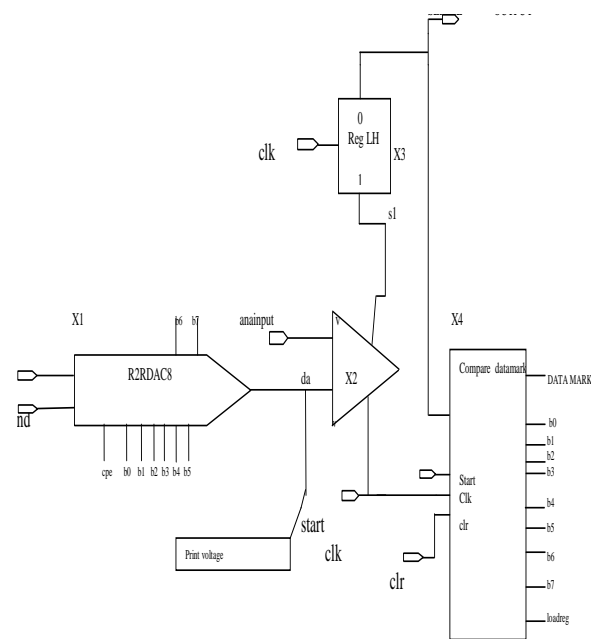 0
Reg LH
1
X3
clk
s1
X1
b6
b7
R2RDAC8
nd
cpe
b0
b1
b2
b3
b4
b5
anainput
v
X2
da
Print voltage
start
clk
clr
X4
Compare datamark
Start
Clk
clr
DATA MARK
b0
b1
b2
b3
b4
b5
b6
b7
loadreg